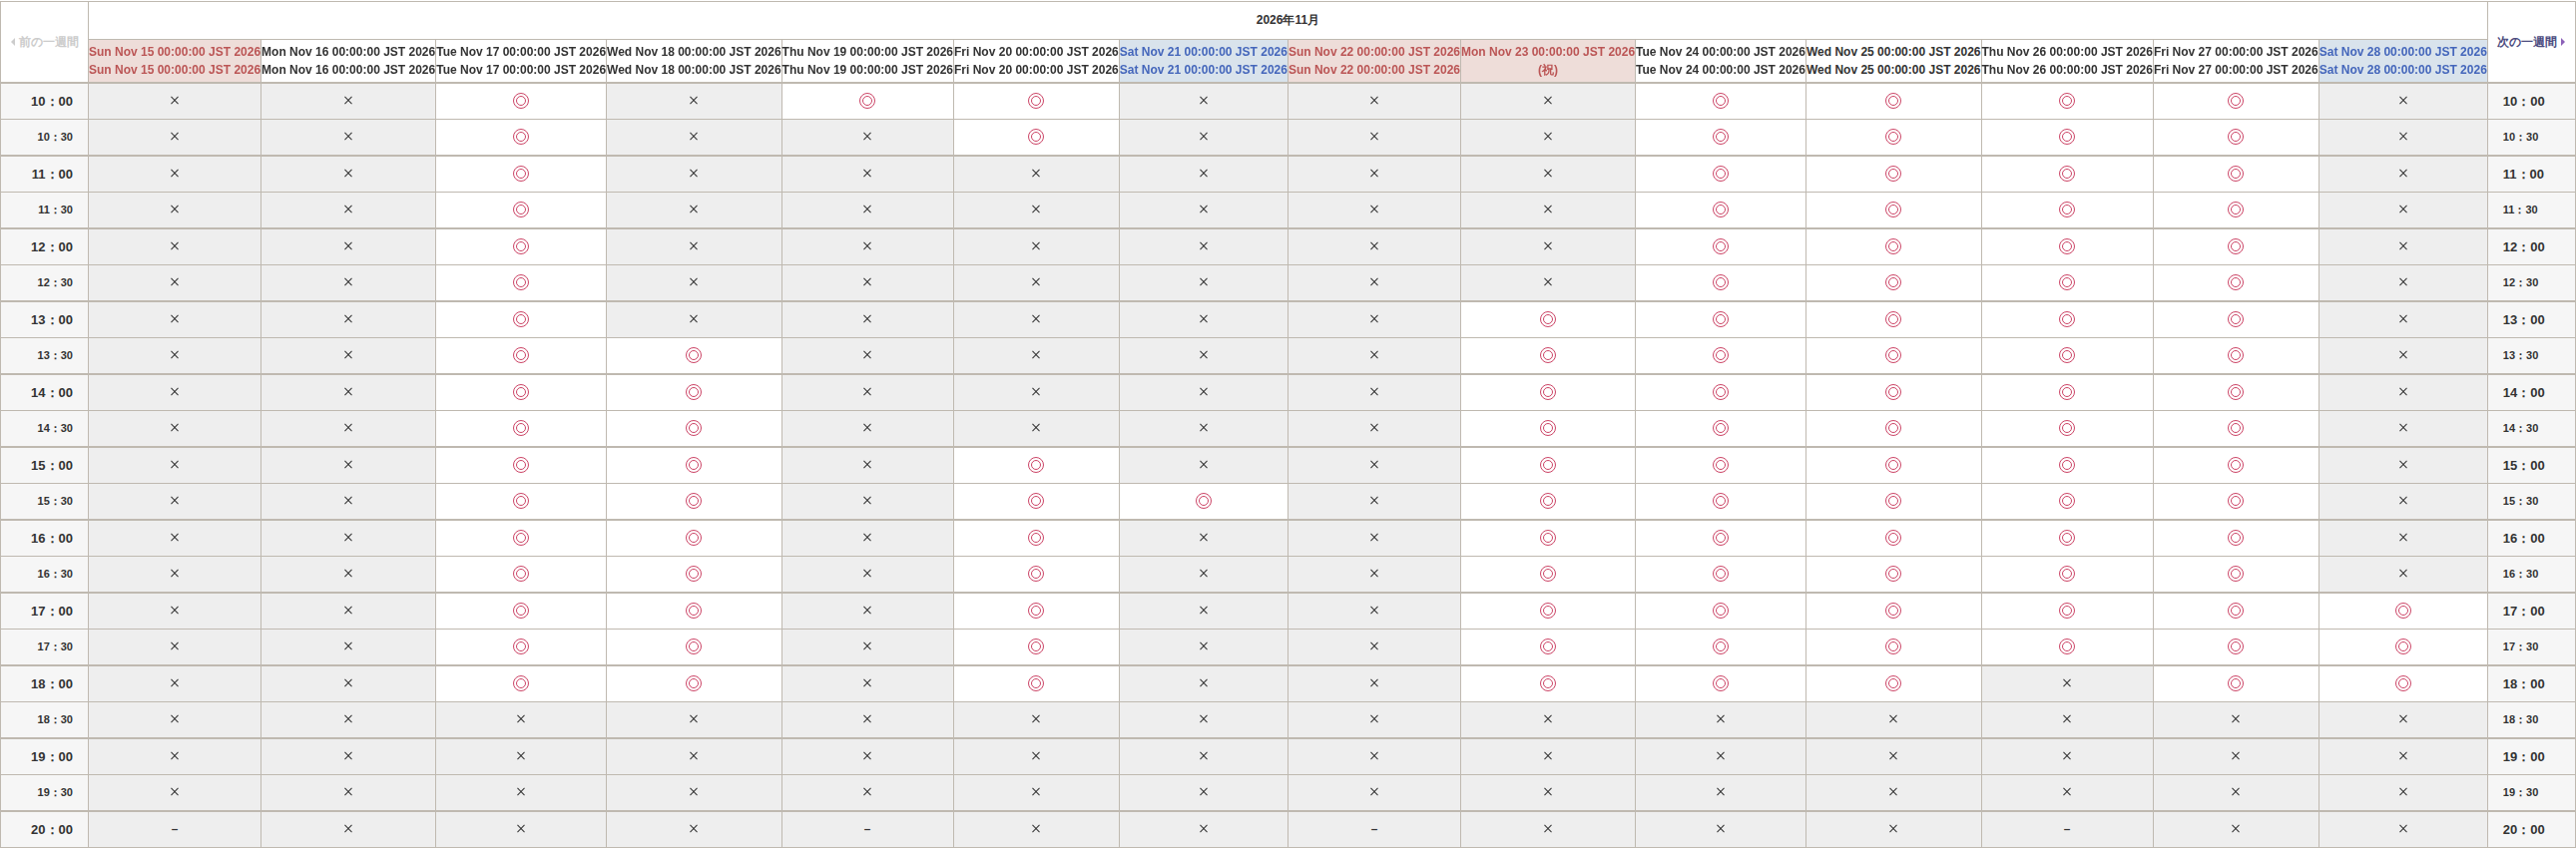 2026年11月
前の一週間
次の一週間
Sun Nov 15 00:00:00 JST 2026 Mon Nov 16 00:00:00 JST 2026 Tue Nov 17 00:00:00 JST 2026 Wed Nov 18 00:00:00 JST 2026 Thu Nov 19 00:00:00 JST 2026 Fri Nov 20 00:00:00 JST 2026 Sat Nov 21 00:00:00 JST 2026 Sun Nov 22 00:00:00 JST 2026 Mon Nov 23 00:00:00 JST 2026 Tue Nov 24 00:00:00 JST 2026 Wed Nov 25 00:00:00 JST 2026 Thu Nov 26 00:00:00 JST 2026 Fri Nov 27 00:00:00 JST 2026 Sat Nov 28 00:00:00 JST 2026
Sun Nov 15 00:00:00 JST 2026 Mon Nov 16 00:00:00 JST 2026 Tue Nov 17 00:00:00 JST 2026 Wed Nov 18 00:00:00 JST 2026 Thu Nov 19 00:00:00 JST 2026 Fri Nov 20 00:00:00 JST 2026 Sat Nov 21 00:00:00 JST 2026 Sun Nov 22 00:00:00 JST 2026 (祝) Tue Nov 24 00:00:00 JST 2026 Wed Nov 25 00:00:00 JST 2026 Thu Nov 26 00:00:00 JST 2026 Fri Nov 27 00:00:00 JST 2026 Sat Nov 28 00:00:00 JST 2026
10：00 × × ◎ × ◎ ◎ × × × ◎ ◎ ◎ ◎ × 10：00
10：30 × × ◎ × × ◎ × × × ◎ ◎ ◎ ◎ × 10：30
11：00 × × ◎ × × × × × × ◎ ◎ ◎ ◎ × 11：00
11：30 × × ◎ × × × × × × ◎ ◎ ◎ ◎ × 11：30
12：00 × × ◎ × × × × × × ◎ ◎ ◎ ◎ × 12：00
12：30 × × ◎ × × × × × × ◎ ◎ ◎ ◎ × 12：30
13：00 × × ◎ × × × × × ◎ ◎ ◎ ◎ ◎ × 13：00
13：30 × × ◎ ◎ × × × × ◎ ◎ ◎ ◎ ◎ × 13：30
14：00 × × ◎ ◎ × × × × ◎ ◎ ◎ ◎ ◎ × 14：00
14：30 × × ◎ ◎ × × × × ◎ ◎ ◎ ◎ ◎ × 14：30
15：00 × × ◎ ◎ × ◎ × × ◎ ◎ ◎ ◎ ◎ × 15：00
15：30 × × ◎ ◎ × ◎ ◎ × ◎ ◎ ◎ ◎ ◎ × 15：30
16：00 × × ◎ ◎ × ◎ × × ◎ ◎ ◎ ◎ ◎ × 16：00
16：30 × × ◎ ◎ × ◎ × × ◎ ◎ ◎ ◎ ◎ × 16：30
17：00 × × ◎ ◎ × ◎ × × ◎ ◎ ◎ ◎ ◎ ◎ 17：00
17：30 × × ◎ ◎ × ◎ × × ◎ ◎ ◎ ◎ ◎ ◎ 17：30
18：00 × × ◎ ◎ × ◎ × × ◎ ◎ ◎ × ◎ ◎ 18：00
18：30 × × × × × × × × × × × × × × 18：30
19：00 × × × × × × × × × × × × × × 19：00
19：30 × × × × × × × × × × × × × × 19：30
20：00 − × × × − × × − × × × − × × 20：00